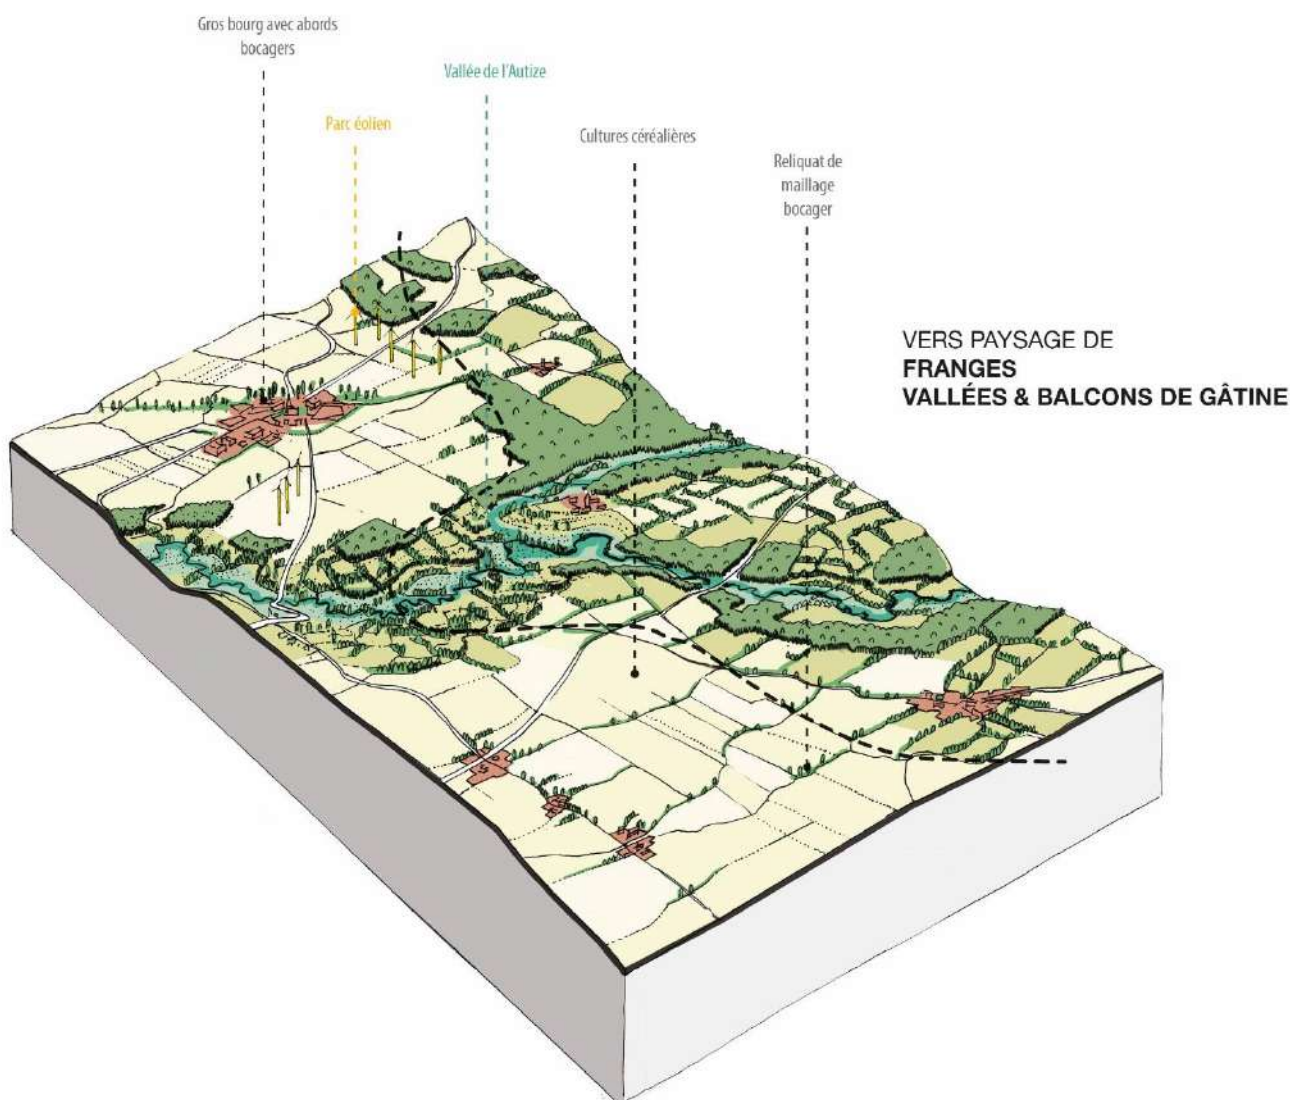 Gros bourg avec abords
bocagers
Vallée de l'Autize
Parc éolien
Cultures céréalières
Reliquat de
maillage
bocager
VERS PAYSAGE DE
FRANGES
VALLÉES & BALCONS DE GÂTINE